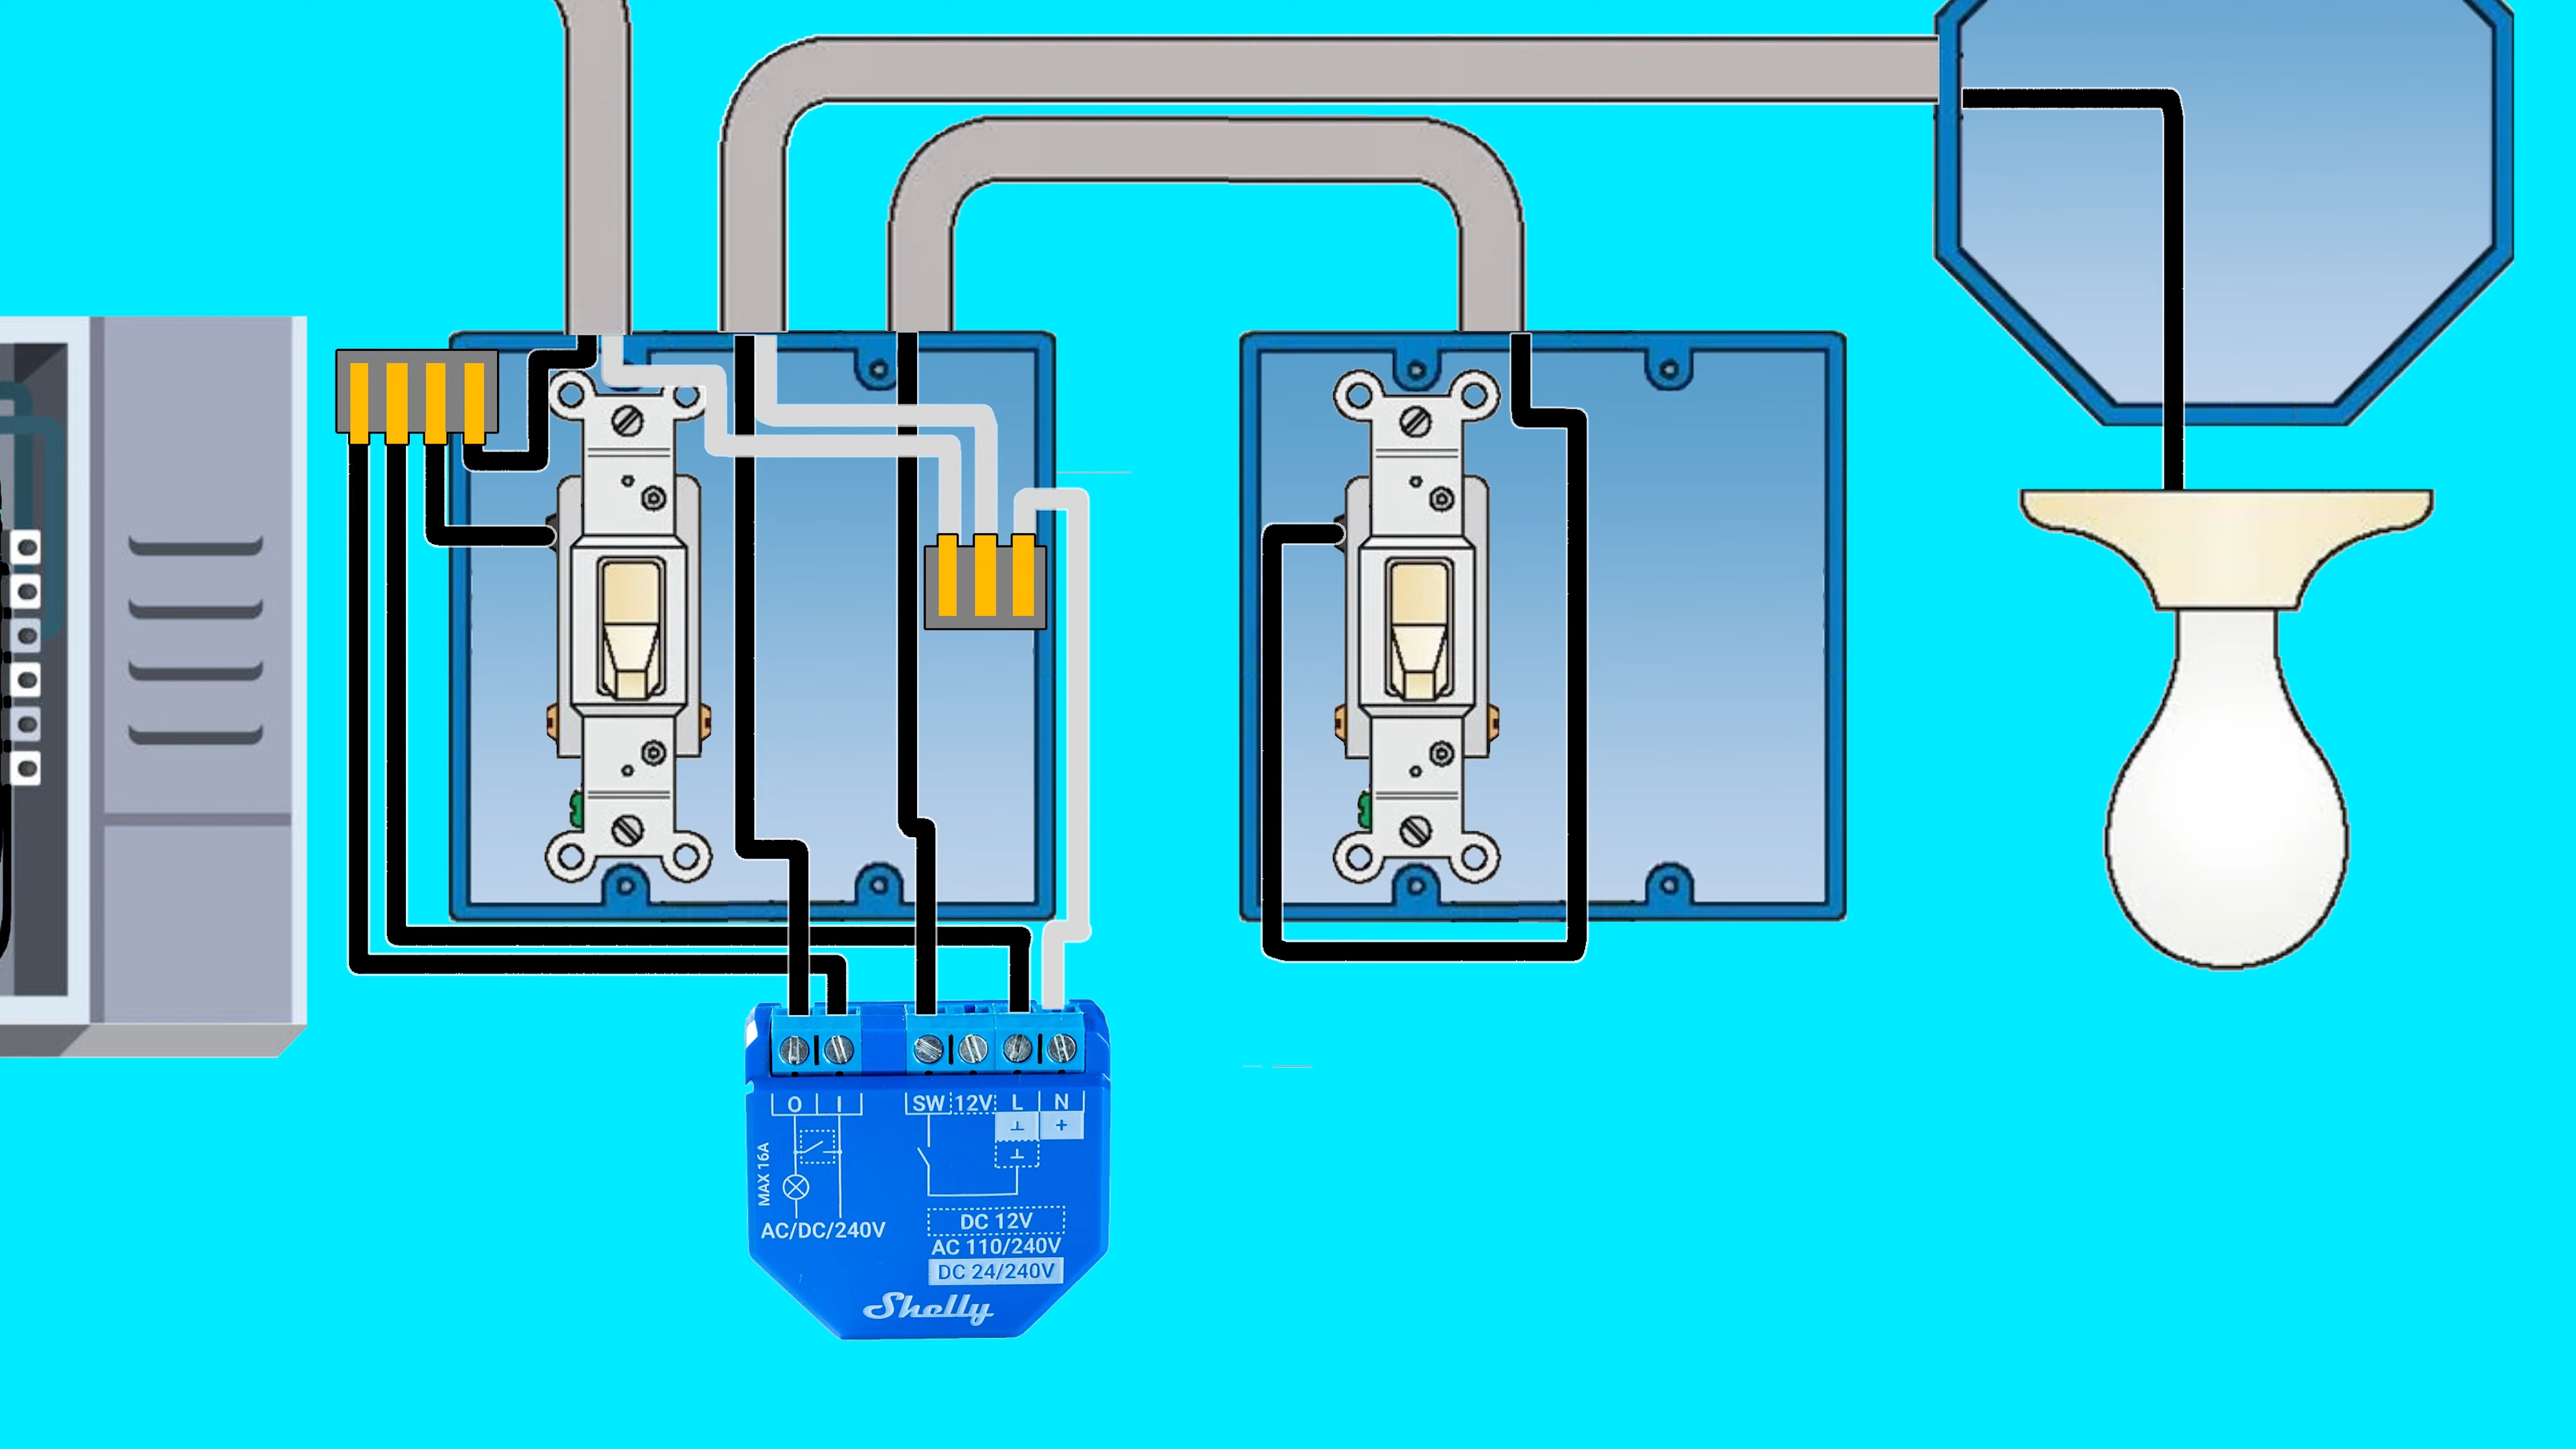 O I SW 12V L N
⊥ +
⊥
MAX 16A
AC/DC/240V
DC 12V
AC 110/240V
DC 24/240V
Shelly